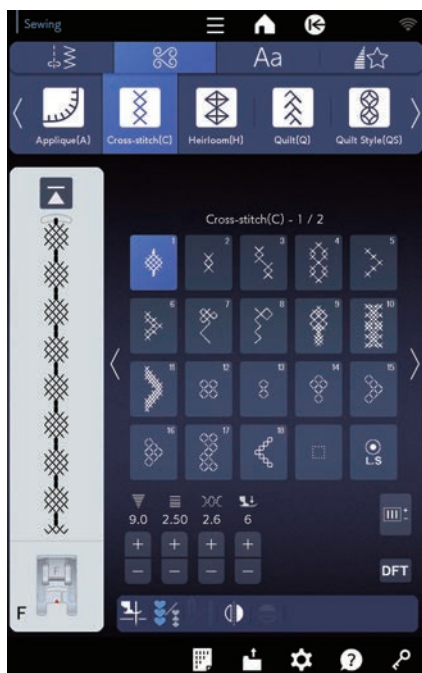 Sewing
Aa
Applique(A) Cross-stitch(C) Heirloom(H) Quilt(Q) Quilt Style(QS)
Cross-stitch(C) - 1 / 2
1 2 3 4 5
6 7 8 9 10
11 12 13 14 15
16 17 18
L.S
9.0 2.50 2.6 6
+ + + +
− − − −
DFT
F
F
?